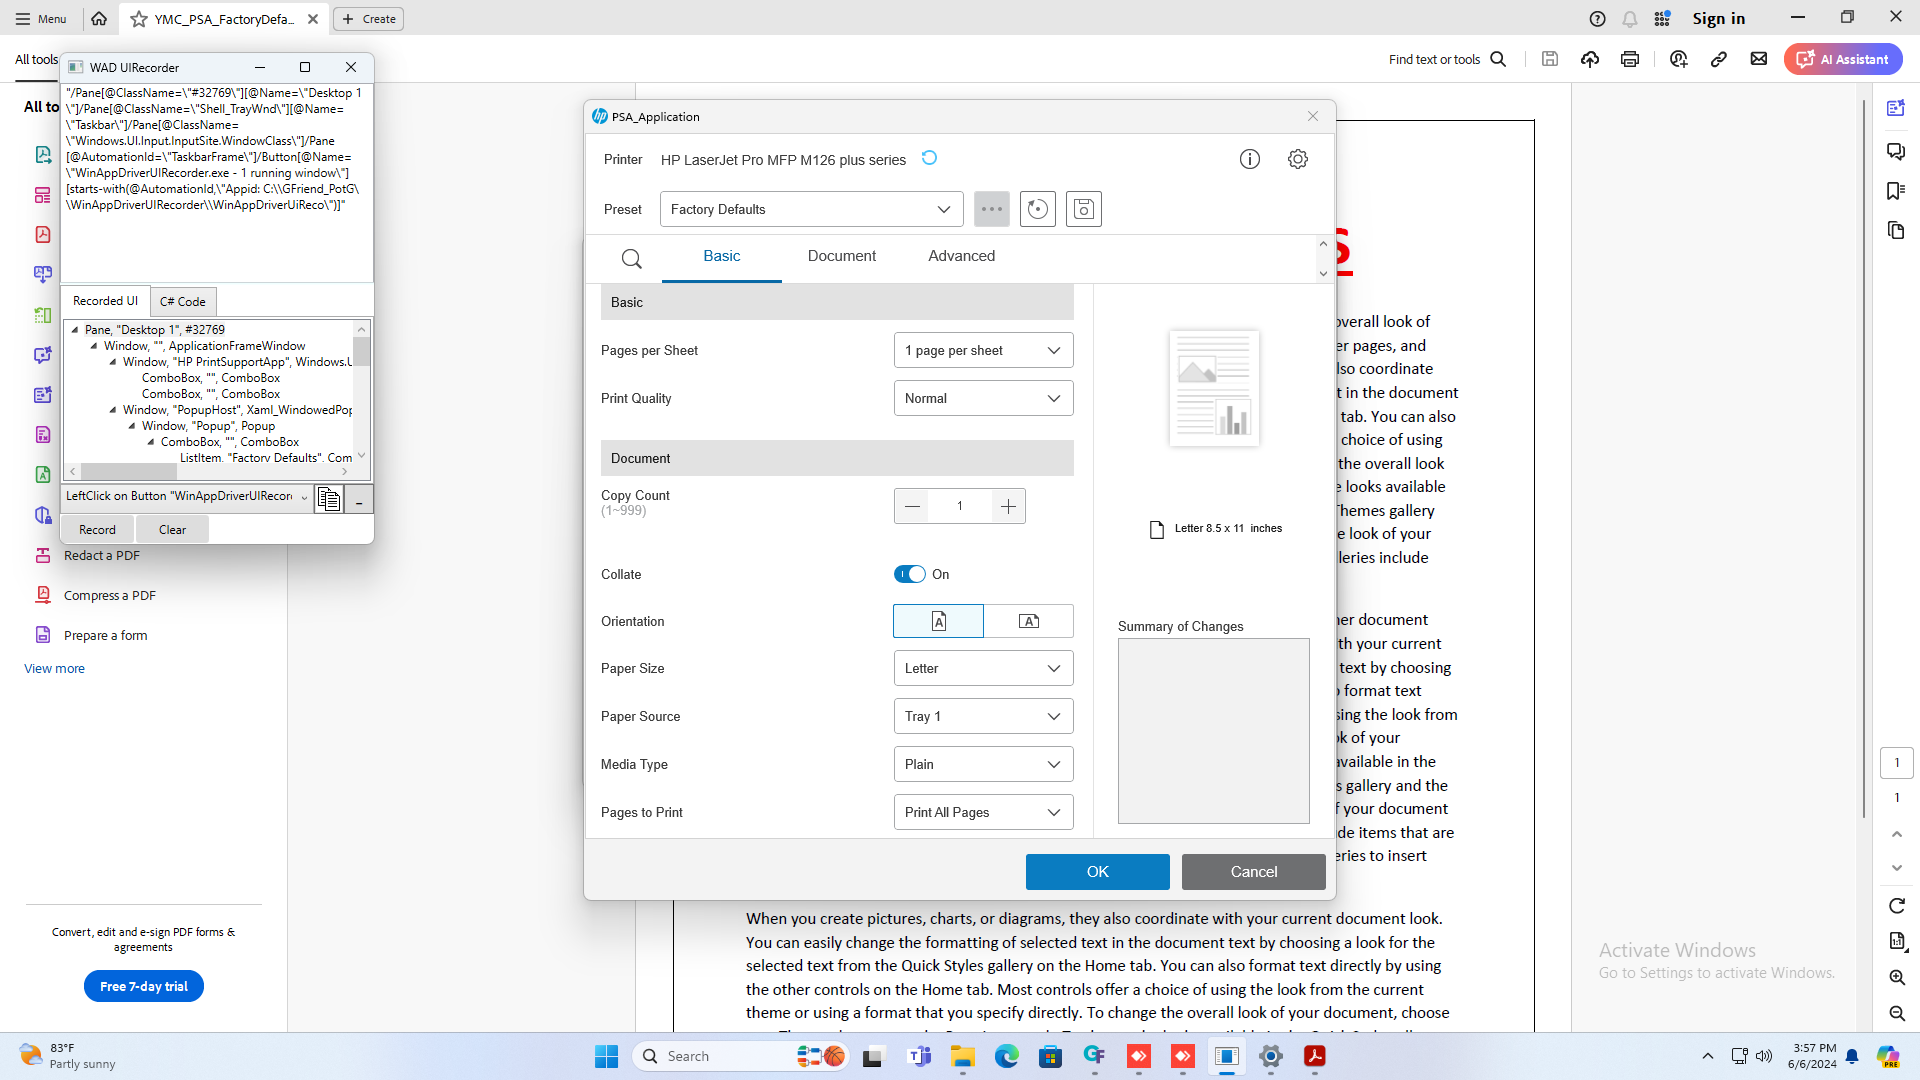 Menu
YMC_PSA_FactoryDefa...
Create
Sign in
All tools
Find text or tools
AI Assistant
WAD UIRecorder
"/Pane[@ClassName=\"#32769\"][@Name=\"Desktop 1
\"]/Pane[@ClassName=\"Shell_TrayWnd\"][@Name=
\"Taskbar\"]/Pane[@ClassName=
\"Windows.UI.Input.InputSite.WindowClass\"]/Pane
[@AutomationId=\"TaskbarFrame\"]/Button[@Name=
\"WinAppDriverUIRecorder.exe - 1 running window\"]
[starts-with(@AutomationId,\"Appid: C:\\GFriend_PotG\
\WinAppDriverUIRecorder\\WinAppDriverUiReco\")]"
Recorded UI
C# Code
Pane, "Desktop 1", #32769
Window, "", ApplicationFrameWindow
Window, "HP PrintSupportApp", Windows.U
ComboBox, "", ComboBox
ComboBox, "", ComboBox
Window, "PopupHost", Xaml_WindowedPop
Window, "Popup", Popup
ComboBox, "", ComboBox
ListItem, "Factory Defaults", Com
LeftClick on Button "WinAppDriverUIRecor
Record
Clear
All to
Redact a PDF
Compress a PDF
Prepare a form
View more
Convert, edit and e-sign PDF forms &
agreements
Free 7-day trial
PSA_Application
Printer
HP LaserJet Pro MFP M126 plus series
Preset
Factory Defaults
Basic
Document
Advanced
Basic
Pages per Sheet
1 page per sheet
Print Quality
Normal
Document
Copy Count
(1~999)
1
Collate
On
Orientation
Paper Size
Letter
Paper Source
Tray 1
Media Type
Plain
Pages to Print
Print All Pages
Letter 8.5 x 11 inches
Summary of Changes
OK
Cancel
S
overall look of
er pages, and
lso coordinate
t in the document
tab. You can also
choice of using
the overall look
e looks available
Themes gallery
e look of your
leries include
her document
th your current
text by choosing
o format text
sing the look from
ok of your
available in the
s gallery and the
f your document
de items that are
eries to insert
When you create pictures, charts, or diagrams, they also coordinate with your current document look.
You can easily change the formatting of selected text in the document text by choosing a look for the
selected text from the Quick Styles gallery on the Home tab. You can also format text directly by using
the other controls on the Home tab. Most controls offer a choice of using the look from the current
theme or using a format that you specify directly. To change the overall look of your document, choose
1
1
Activate Windows
Go to Settings to activate Windows.
83°F
Partly sunny
Search
3:57 PM
6/6/2024